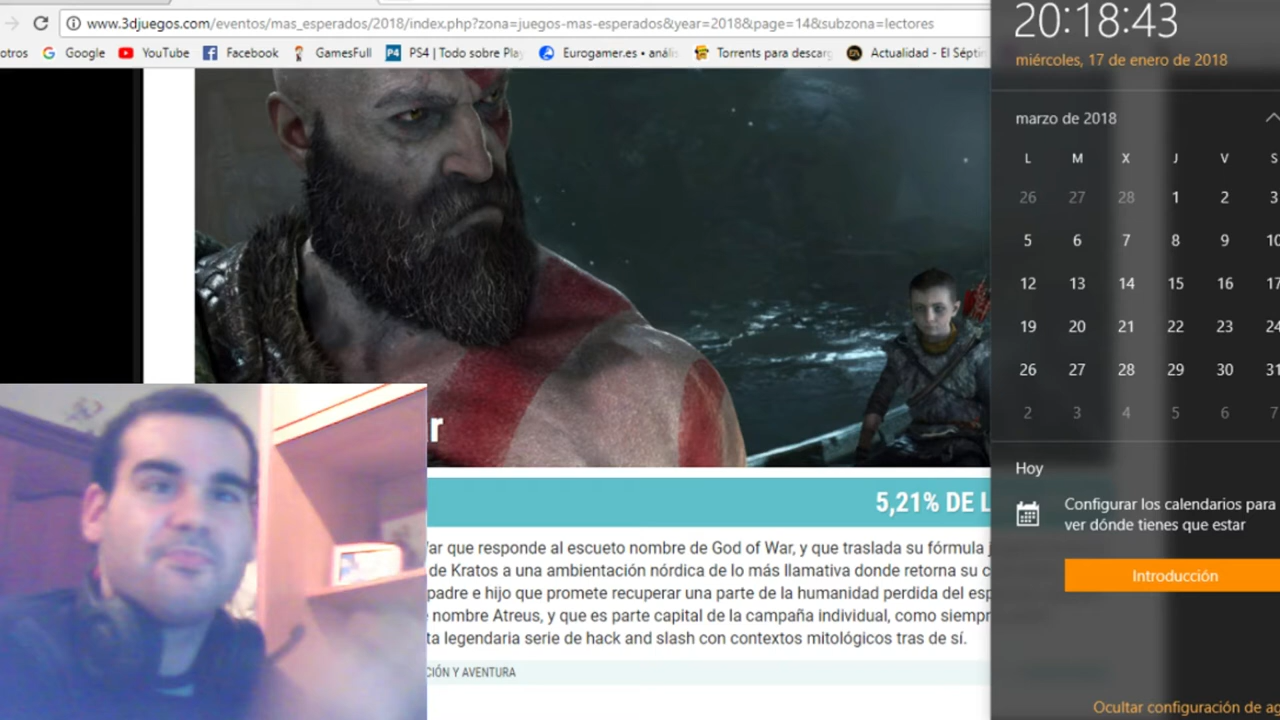 www.3djuegos.com/eventos/mas_esperados/2018/index.php?zona=juegos-mas-esperados&year=2018&page=14&subzona=lectores
otros Google YouTube Facebook GamesFull PS4 | Todo sobre Play Eurogamer.es • anális Torrents para descarg Actualidad - El Séptim
r
5,21% DE L
ar que responde al escueto nombre de God of War, y que traslada su fórmula j
de Kratos a una ambientación nórdica de lo más llamativa donde retorna su c
padre e hijo que promete recuperar una parte de la humanidad perdida del esp
nombre Atreus, y que es parte capital de la campaña individual, como siempr
ta legendaria serie de hack and slash con contextos mitológicos tras de sí.
CIÓN Y AVENTURA
20:18:43
miércoles, 17 de enero de 2018
marzo de 2018
L M X J V S
26 27 28 1 2 3
5 6 7 8 9 10
12 13 14 15 16 17
19 20 21 22 23 24
26 27 28 29 30 31
2 3 4 5 6 7
Hoy
Configurar los calendarios para
ver dónde tienes que estar
Introducción
Ocultar configuración de ag